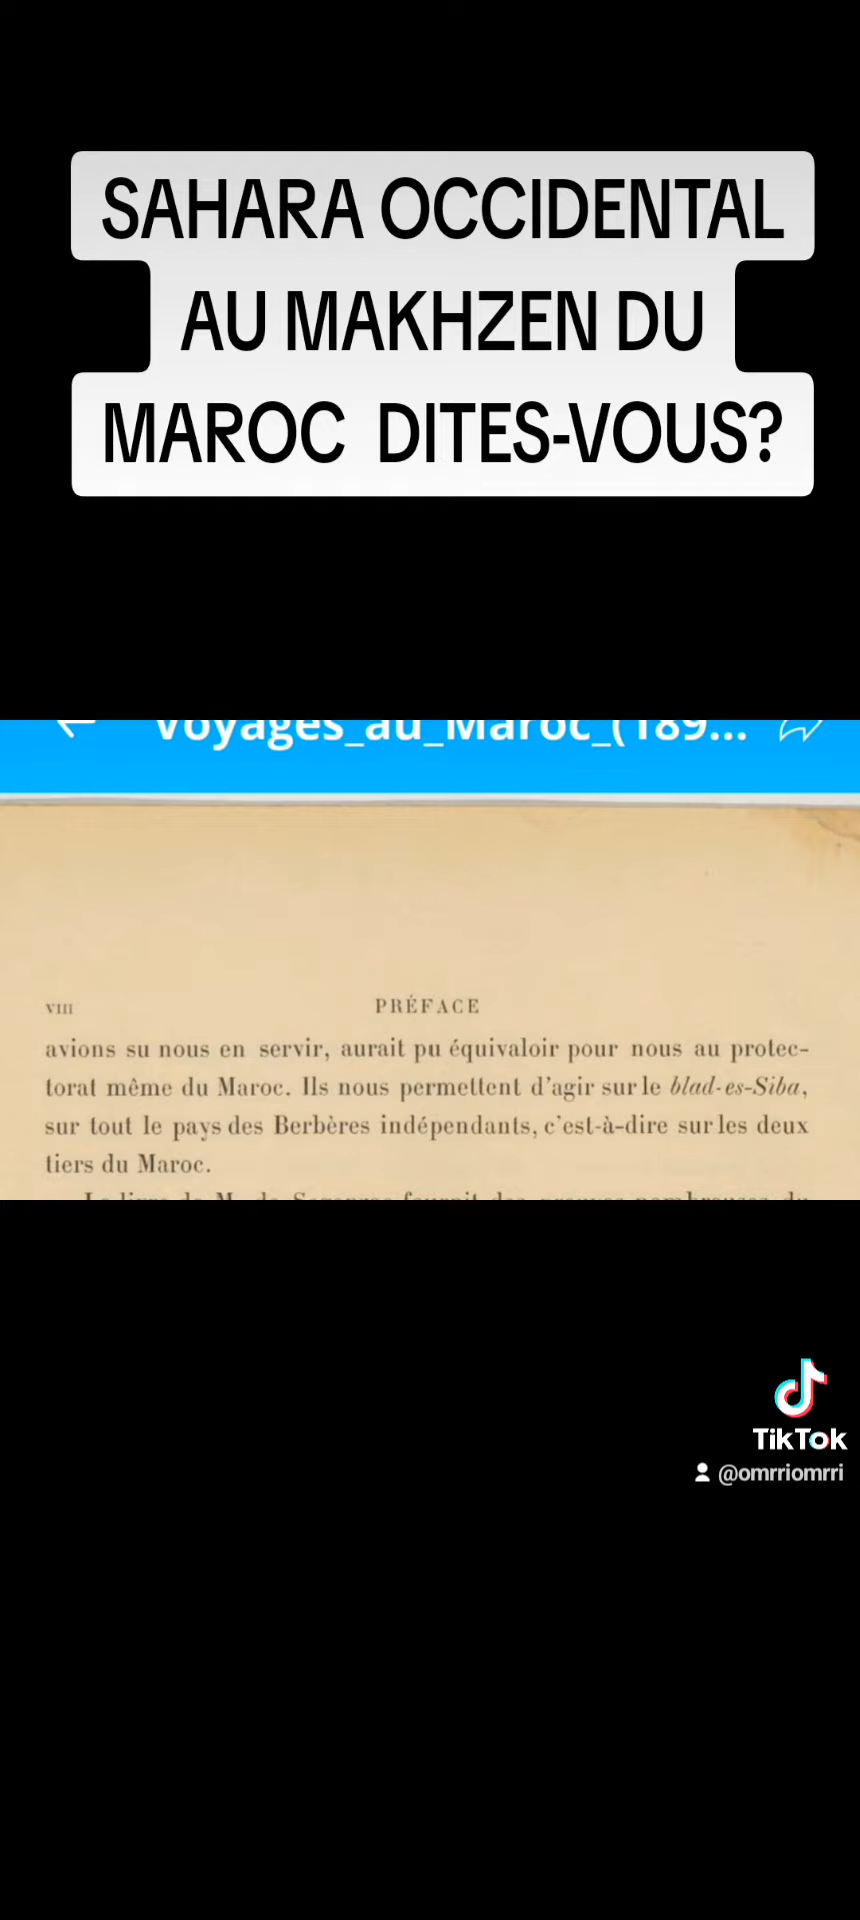 SAHARA OCCIDENTAL
AU MAKHZEN DU
MAROC DITES-VOUS?
Voyages_au_Maroc_(189...
VIII PRÉFACE
avions su nous en servir, aurait pu équivaloir pour nous au protec-
torat même du Maroc. Ils nous permettent d'agir sur le blad-es-Siba,
sur tout le pays des Berbères indépendants, c'est-à-dire sur les deux
tiers du Maroc.
TikTok
@omrriomrri